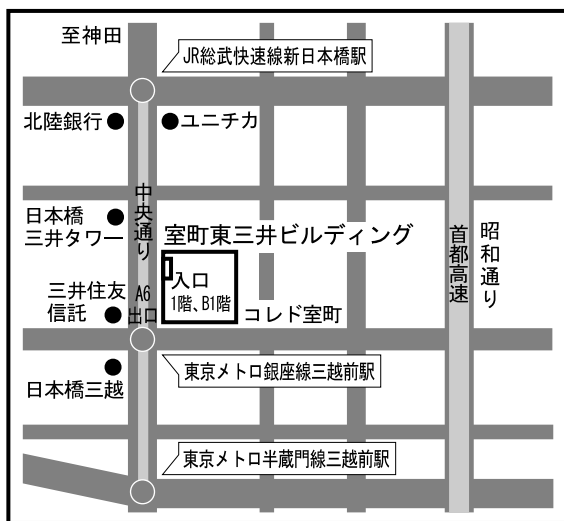 至神田
JR総武快速線新日本橋駅
北陸銀行
ユニチカ
日本橋
三井タワー
中央通り
室町東三井ビルディング
首都高速
昭和通り
三井住友
信託
A6
出口
入口
1階、B1階
コレド室町
東京メトロ銀座線三越前駅
日本橋三越
東京メトロ半蔵門線三越前駅